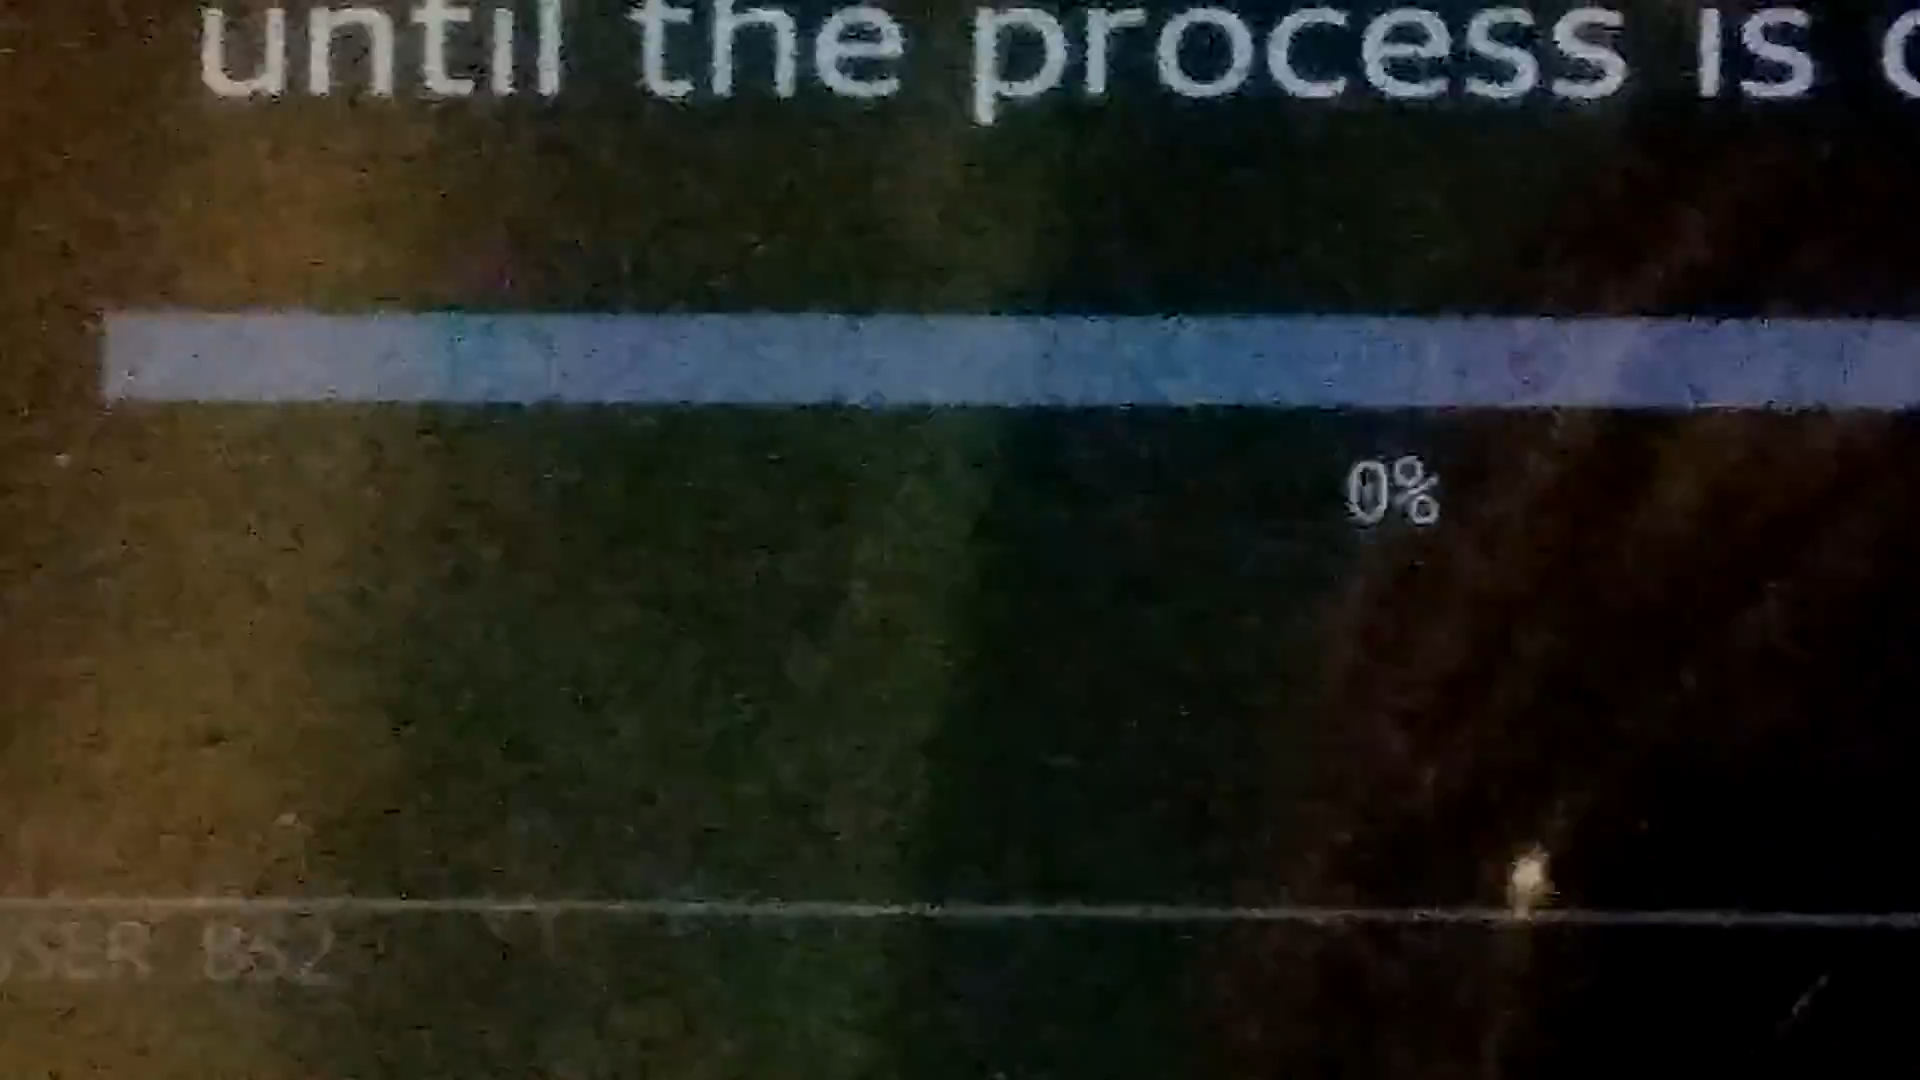 until the process is
0%